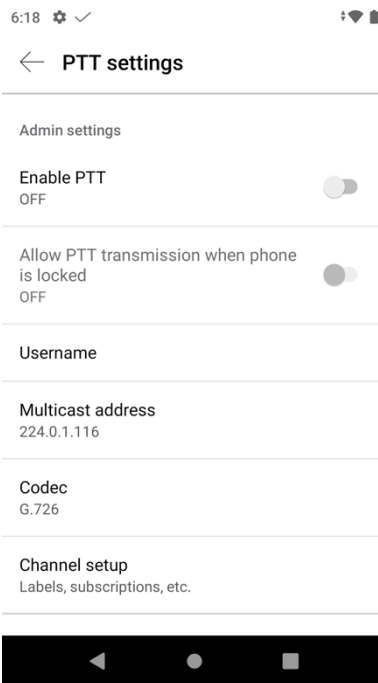 6:18
PTT settings
Admin settings
Enable PTT
OFF
Allow PTT transmission when phone
is locked
OFF
Username
Multicast address
224.0.1.116
Codec
G.726
Channel setup
Labels, subscriptions, etc.